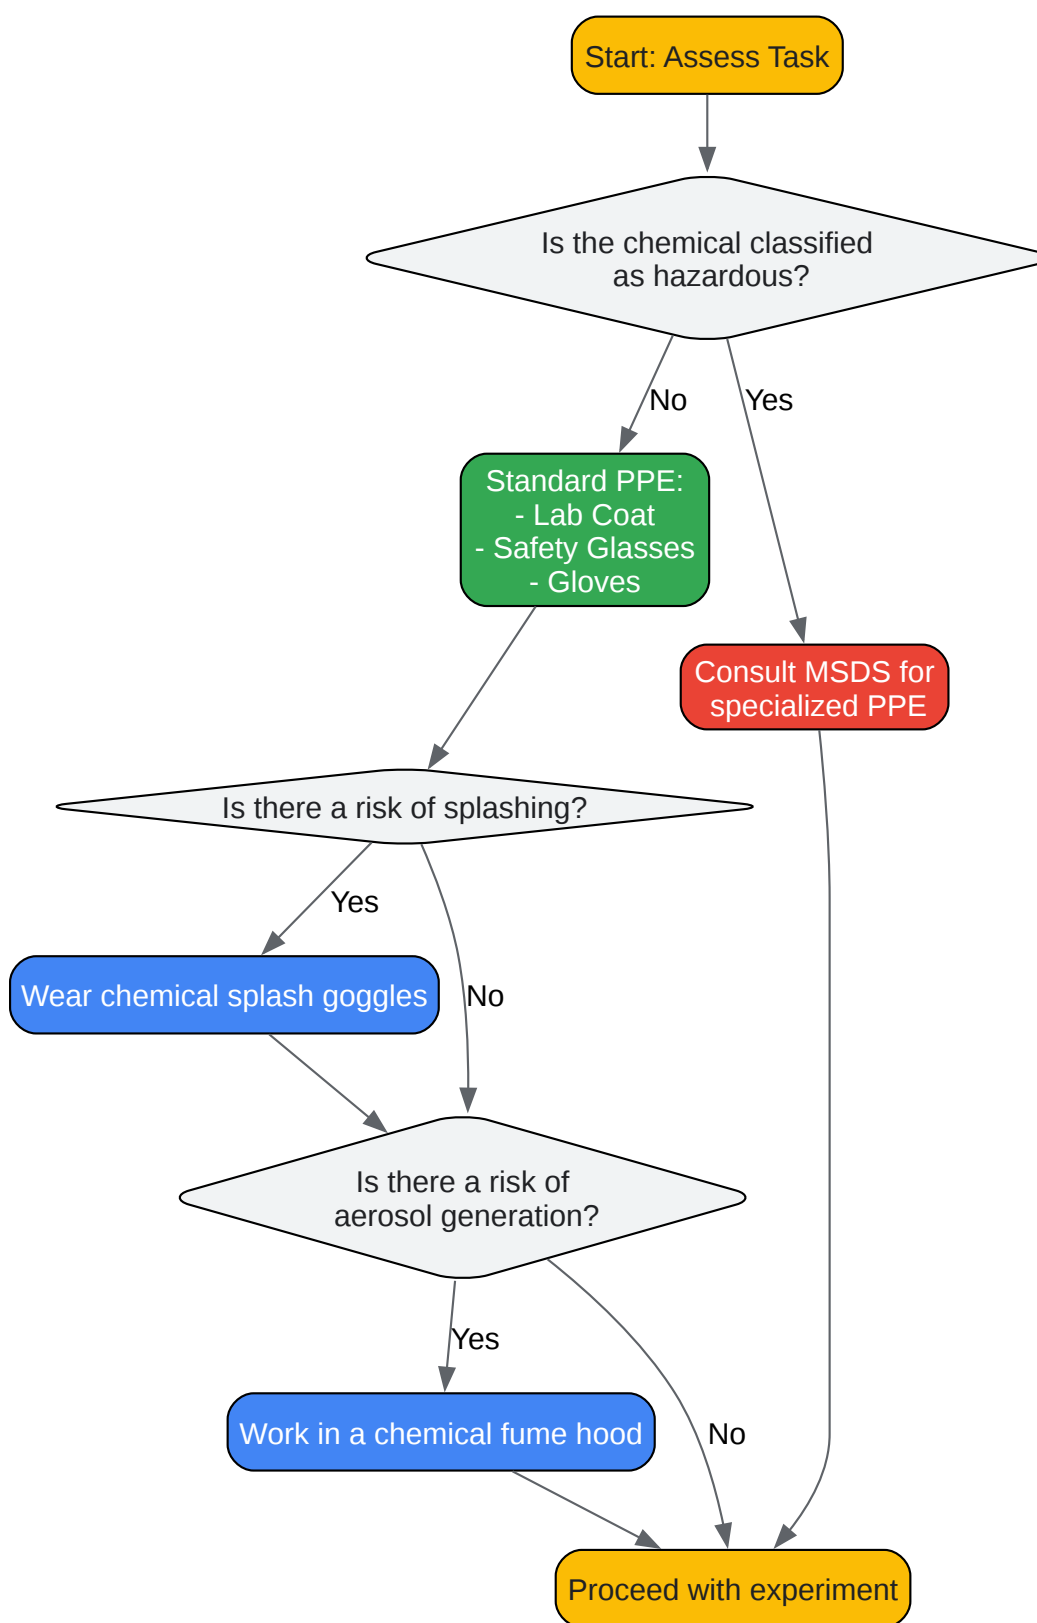 Start: Assess Task
Is the chemical classified
as hazardous?
No
Yes
Standard PPE:
- Lab Coat
- Safety Glasses
- Gloves
Consult MSDS for
specialized PPE
Is there a risk of splashing?
Yes
Wear chemical splash goggles
No
Is there a risk of
aerosol generation?
Yes
Work in a chemical fume hood
No
Proceed with experiment